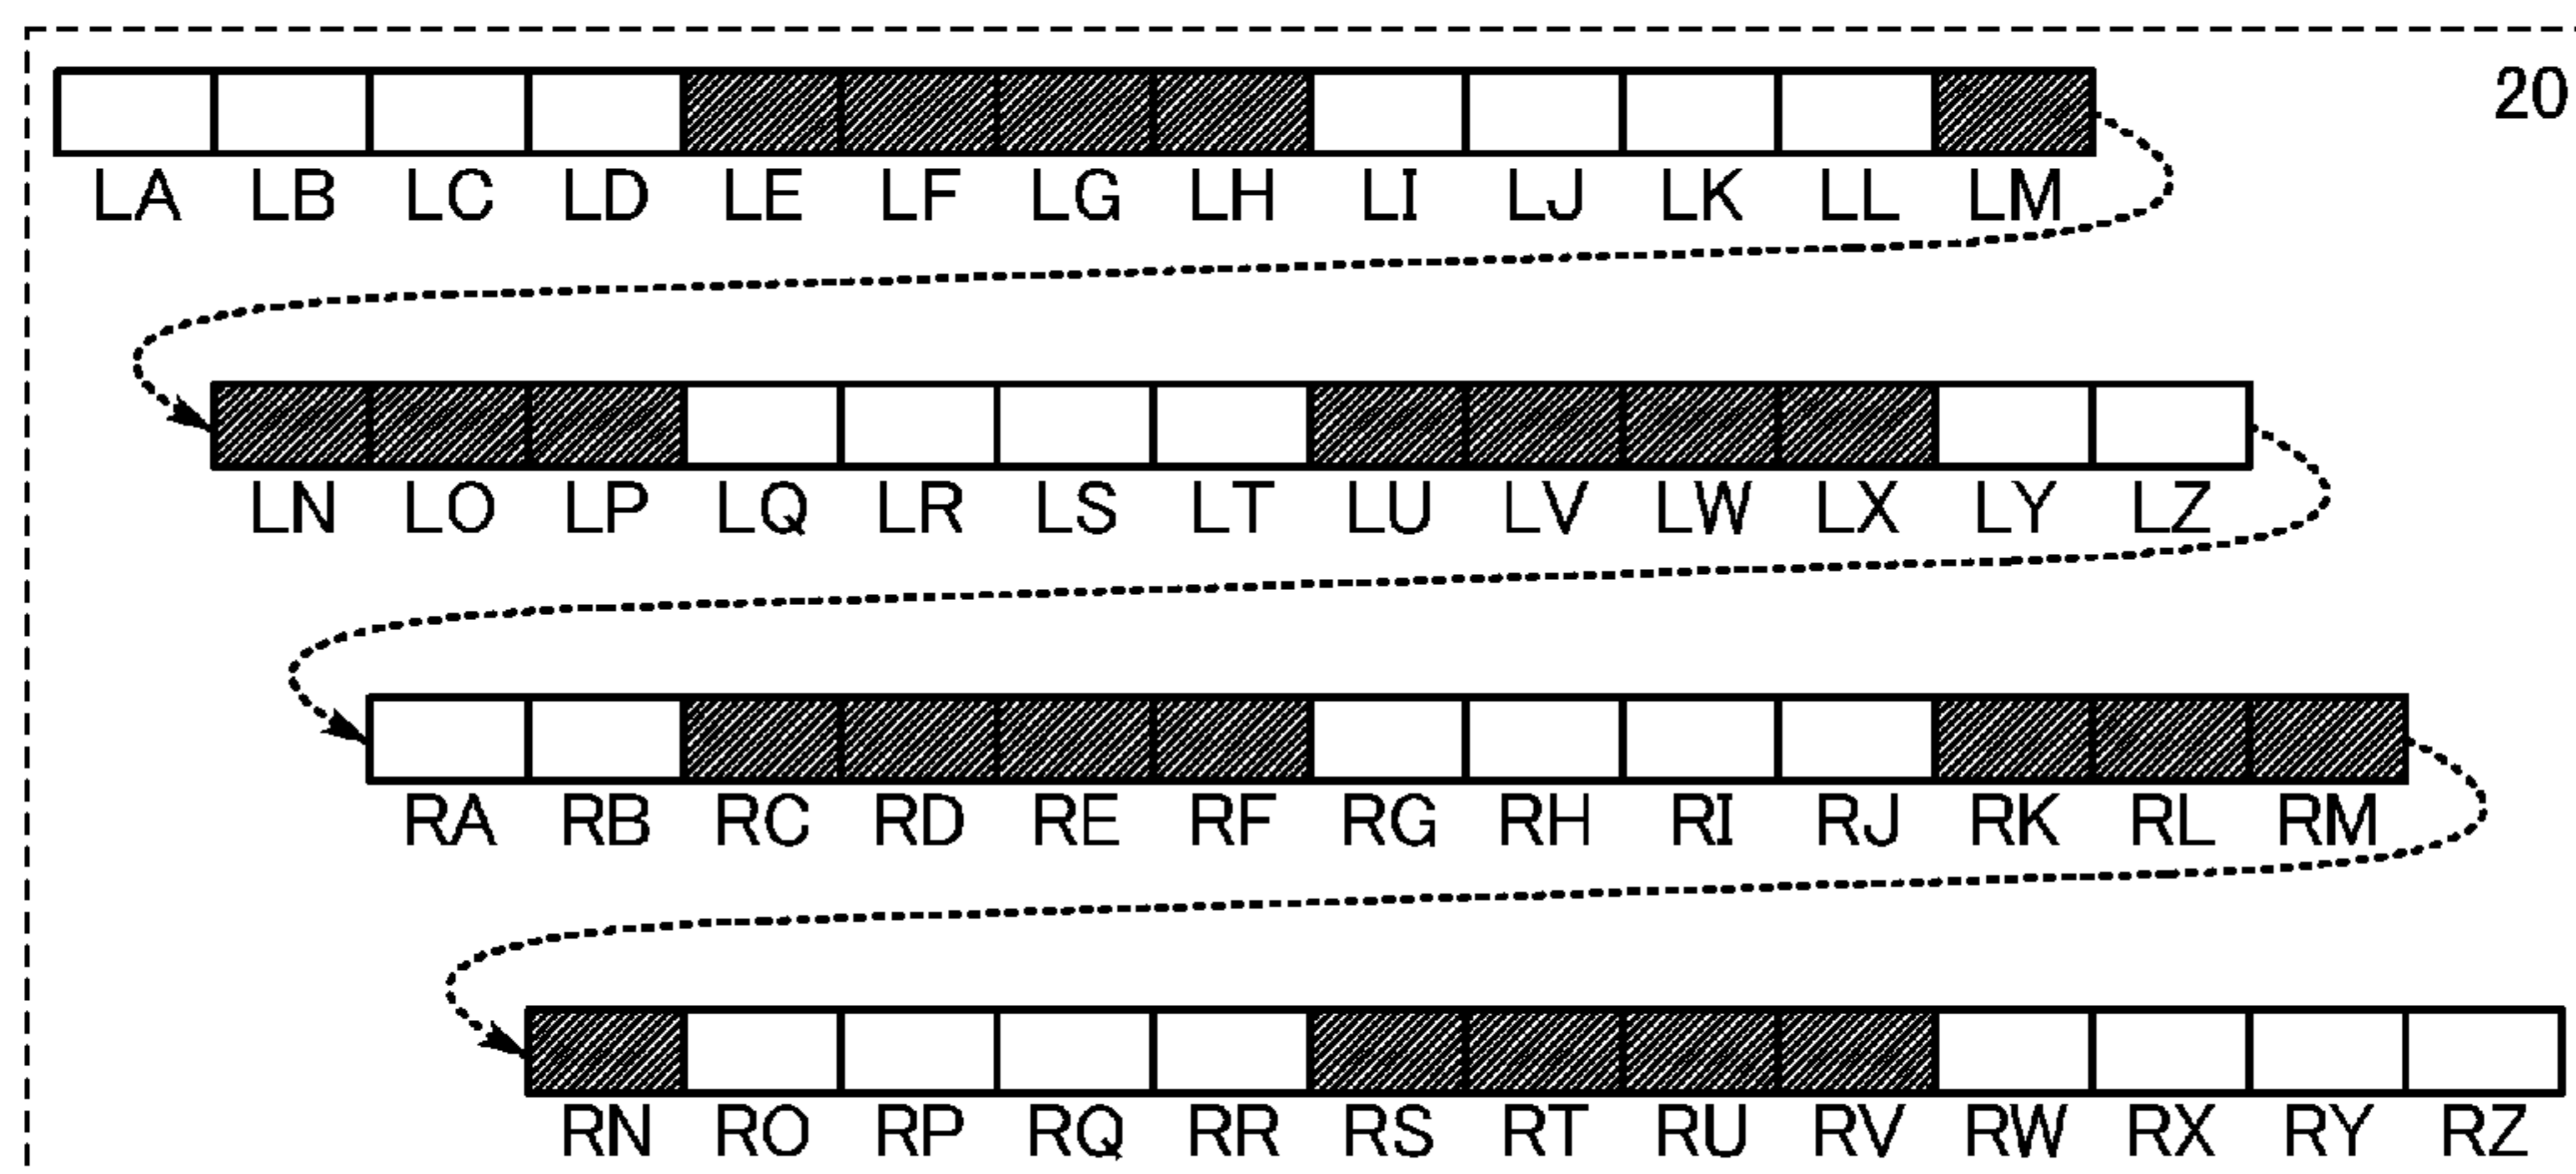 20
LA LB LC LD LE LF LG LH LI LJ LK LL LM
LN LO LP LQ LR LS LT LU LV LW LX LY LZ
RA RB RC RD RE RF RG RH RI RJ RK RL RM
RN RO RP RQ RR RS RT RU RV RW RX RY RZ